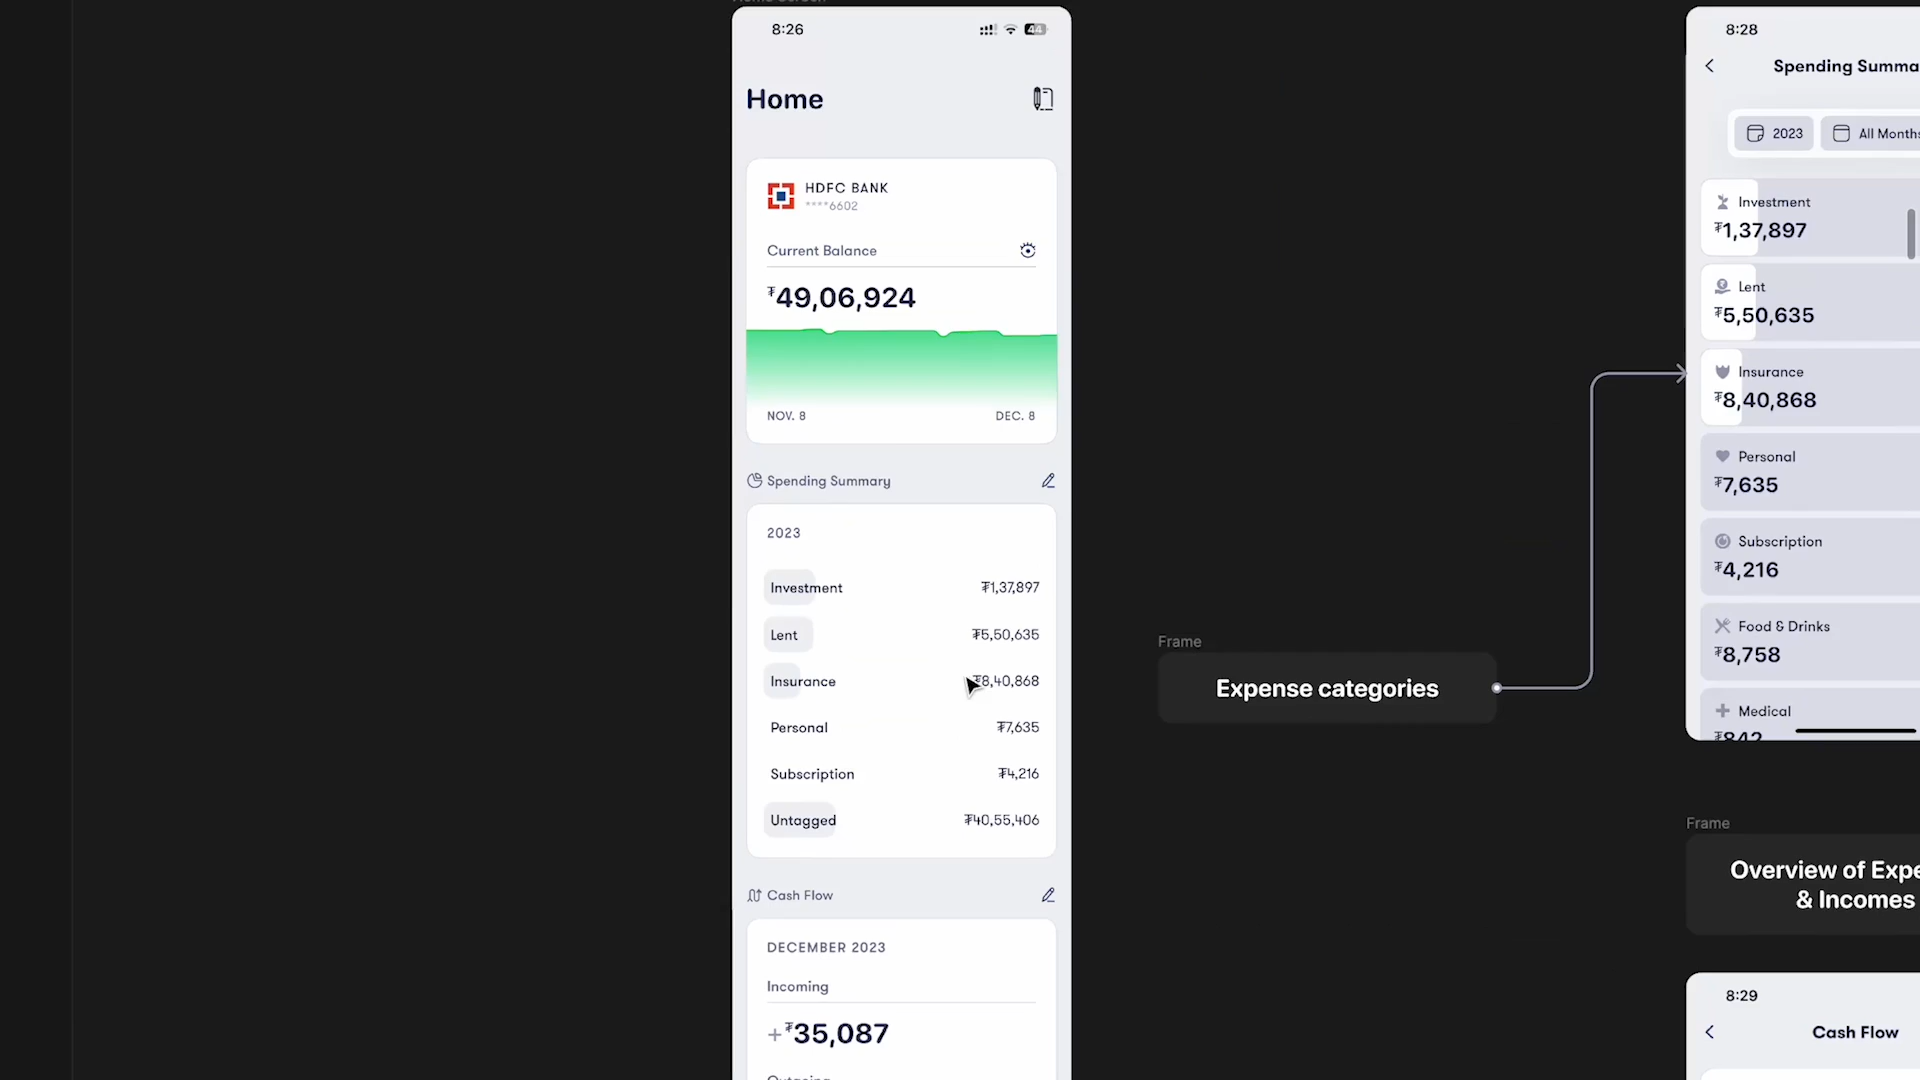 8:26
44
Home
HDFC BANK
****6602
Current Balance
₮49,06,924
NOV. 8
DEC. 8
Spending Summary
2023
Investment ₮1,37,897
Lent ₮5,50,635
Insurance ₮8,40,868
Personal ₮7,635
Subscription ₮4,216
Untagged ₮40,55,406
Cash Flow
DECEMBER 2023
Incoming
+₮35,087
Frame
Expense categories
8:28
Spending Summa
2023
All Months
Investment
₮1,37,897
Lent
₮5,50,635
Insurance
₮8,40,868
Personal
₮7,635
Subscription
₮4,216
Food & Drinks
₮8,758
Medical
₮842
Frame
Overview of Expe
& Incomes
8:29
Cash Flow